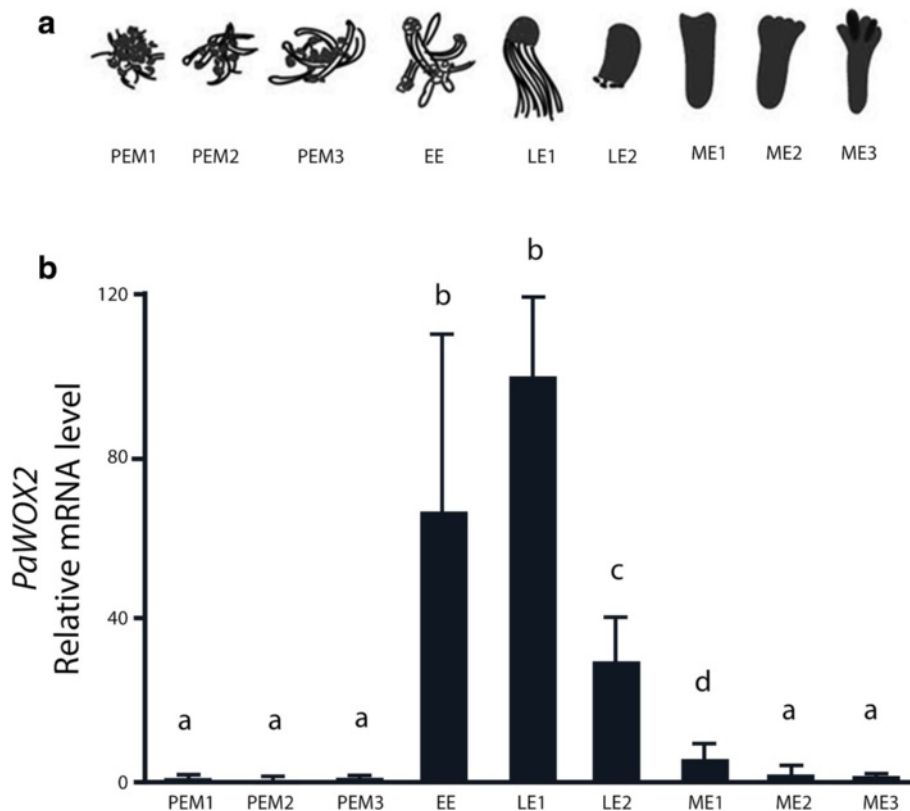 a
PEM1 PEM2 PEM3 EE LE1 LE2 ME1 ME2 ME3
b
PaWOX2
Relative mRNA level
120
80
40
0
a a a b b c d a a
PEM1 PEM2 PEM3 EE LE1 LE2 ME1 ME2 ME3